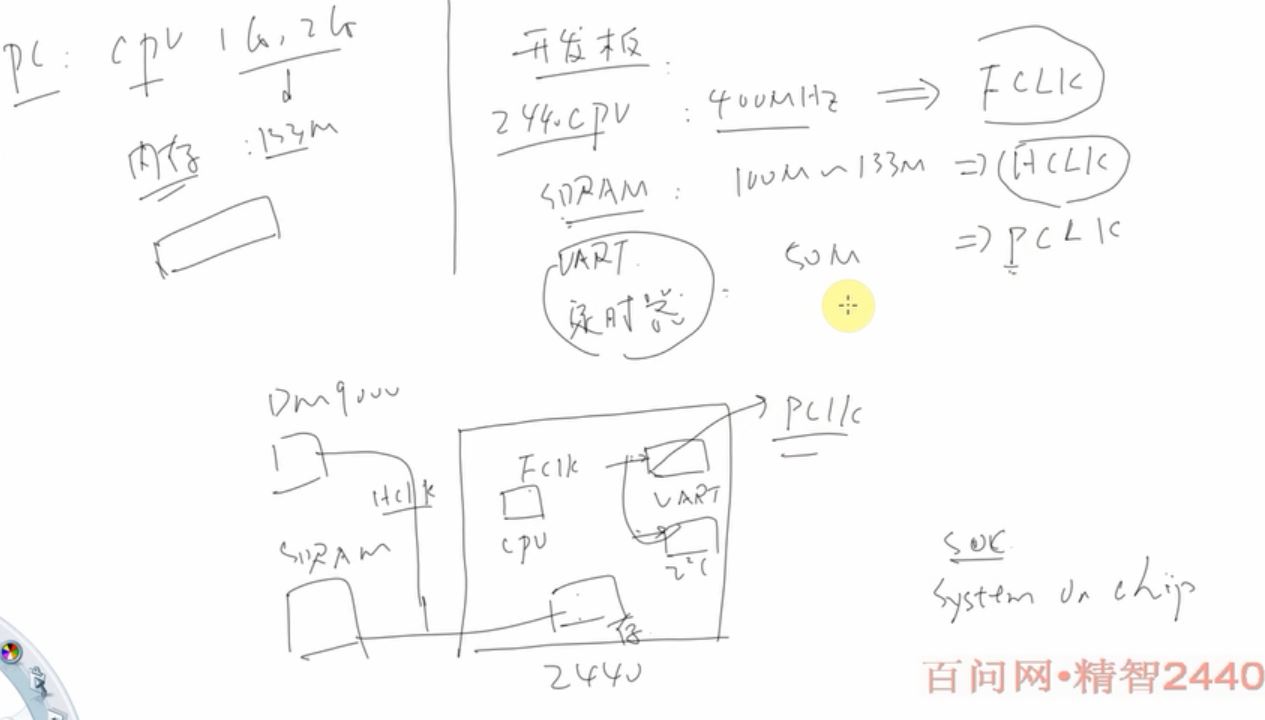 PC: CPU 1G, 2G
内存 : 133M
开发板:
2440CPU : 400MHZ => FCLK
SDRAM : 100M~133M => HCLK
UART
定时器 : 50M => PCLK
DM9000
HClk
SDRAM
FClk
CPU
UART
I²C
存
2440
PClk
SOC
System on chip
百问网•精智2440